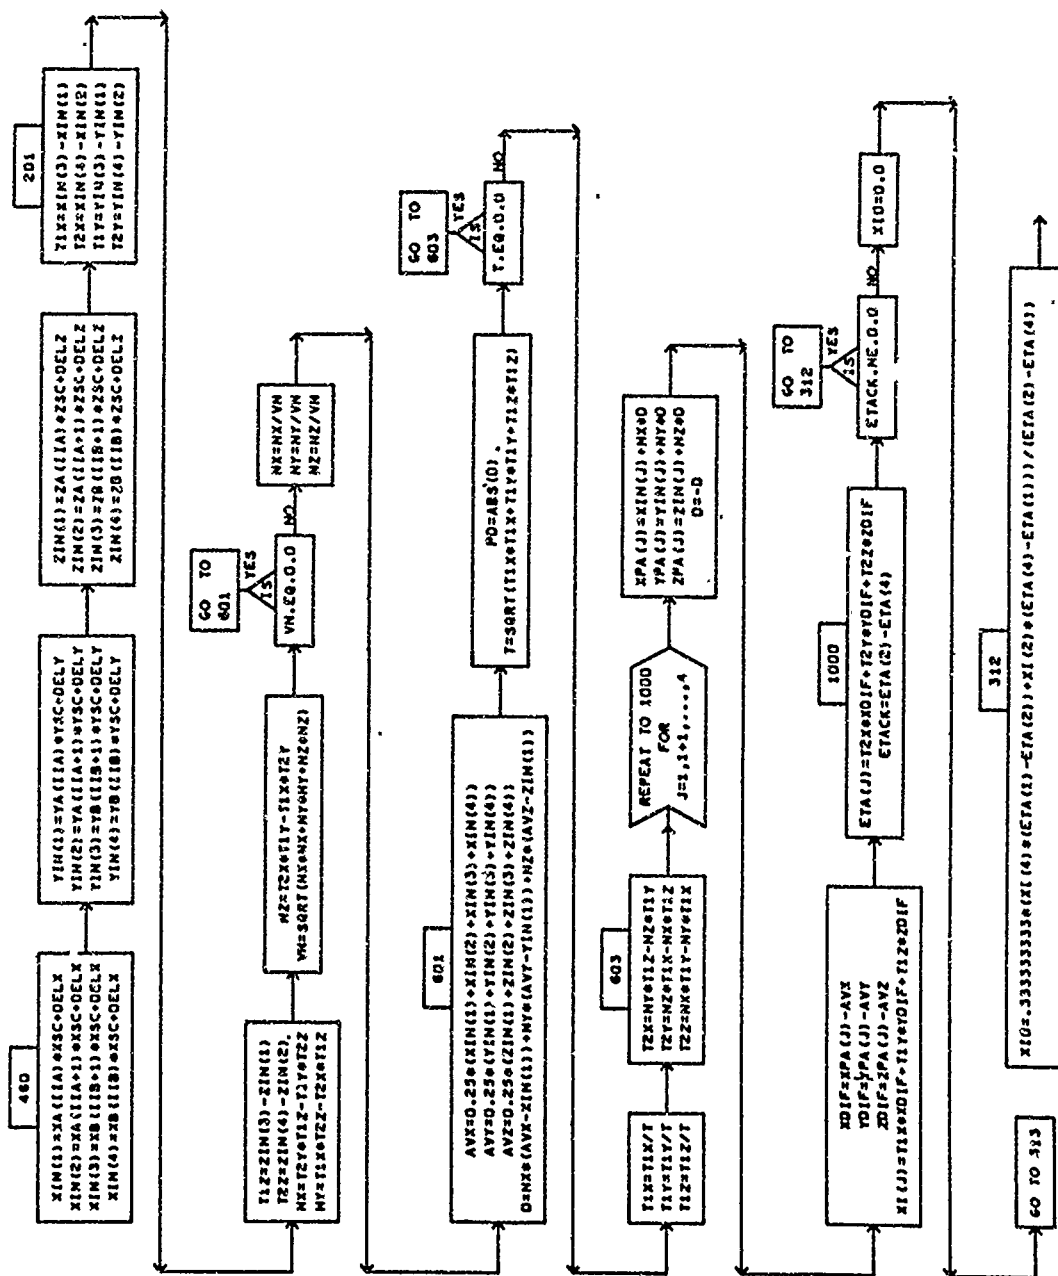 460
XIN(1)=XA(IIA)*XSC+DELX
XIN(2)=XA(IIA+1)*XSC+DELX
XIN(3)=XB(IIB+1)*XSC+DELX
XIN(4)=XB(IIB)*XSC+DELX
YIN(1)=YA(IIA)*YSC+DELY
YIN(2)=YA(IIA+1)*YSC+DELY
YIN(3)=YB(IIB+1)*YSC+DELY
YIN(4)=YB(IIB)*YSC+DELY
ZIN(1)=ZA(IIA)*ZSC+DELZ
ZIN(2)=ZA(IIA+1)*ZSC+DELZ
ZIN(3)=ZB(IIB+1)*ZSC+DELZ
ZIN(4)=ZB(IIB)*ZSC+DELZ
201
T1X=XIN(3)-XIN(1)
T2X=XIN(4)-XIN(2)
T1Y=YIN(3)-YIN(1)
T2Y=YIN(4)-YIN(2)
T1Z=ZIN(3)-ZIN(1)
T2Z=ZIN(4)-ZIN(2)
NX=T2Y*T1Z-T1Y*T2Z
NY=T1X*T2Z-T2X*T1Z
NZ=T2X*T1Y-T1X*T2Y
VN=SQRT(NX*NX+NY*NY+NZ*NZ)
GO TO
601
YES
IS
VN.EQ.0.0
NO
NX=NX/VN
NY=NY/VN
NZ=NZ/VN
601
AVX=0.25*(XIN(1)+XIN(2)+XIN(3)+XIN(4))
AVY=0.25*(YIN(1)+YIN(2)+YIN(3)+YIN(4))
AVZ=0.25*(ZIN(1)+ZIN(2)+ZIN(3)+ZIN(4))
D=NX*(AVX-XIN(1))+NY*(AVY-YIN(1))+NZ*(AVZ-ZIN(1))
PD=ABS(D)
T=SQRT(T1X*T1X+T1Y*T1Y+T1Z*T1Z)
GO TO
603
YES
IS
T.EQ.0.0
NO
T1X=T1X/T
T1Y=T1Y/T
T1Z=T1Z/T
603
T2X=NY*T1Z-NZ*T1Y
T2Y=NZ*T1X-NX*T1Z
T2Z=NX*T1Y-NY*T1X
REPEAT TO 1000
FOR
J=1,1+1,...,4
XPA(J)=XIN(J)+NX*D
YPA(J)=YIN(J)+NY*D
ZPA(J)=ZIN(J)+NZ*D
D=-D
XDIF=XPA(J)-AVX
YDIF=YPA(J)-AVY
ZDIF=ZPA(J)-AVZ
XI(J)=T1X*XDIF+T1Y*YDIF+T1Z*ZDIF
1000
ETA(J)=T2X*XDIF+T2Y*YDIF+T2Z*ZDIF
ETACK=ETA(2)-ETA(4)
GO TO
312
YES
IS
ETACK.NE.0.0
NO
XIO=0.0
GO TO 313
312
XIO=.33333333*(XI(4)*(ETA(1)-ETA(2))+XI(2)*(ETA(4)-ETA(1)))/(ETA(2)-ETA(4))